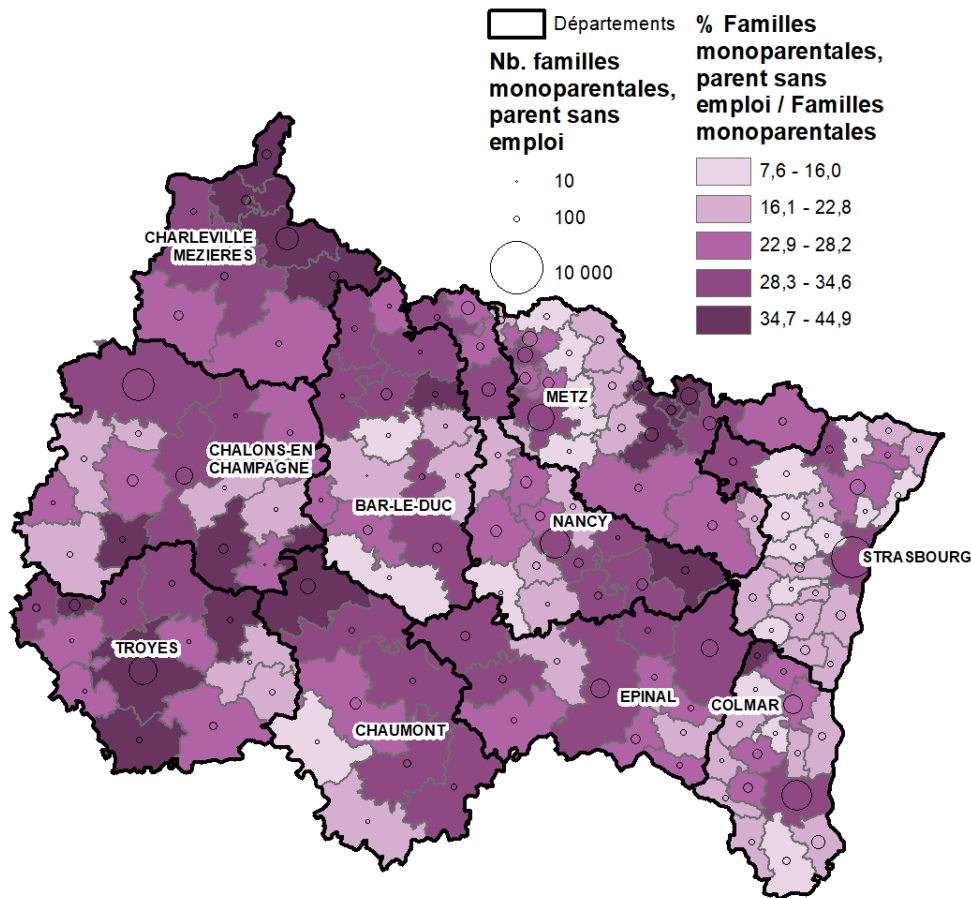 Départements
Nb. familles
monoparentales,
parent sans
emploi
10
100
10 000
% Familles
monoparentales,
parent sans
emploi / Familles
monoparentales
7,6 - 16,0
16,1 - 22,8
22,9 - 28,2
28,3 - 34,6
34,7 - 44,9
CHARLEVILLE
MEZIERES
METZ
CHALONS-EN
CHAMPAGNE
BAR-LE-DUC
NANCY
STRASBOURG
TROYES
EPINAL
COLMAR
CHAUMONT